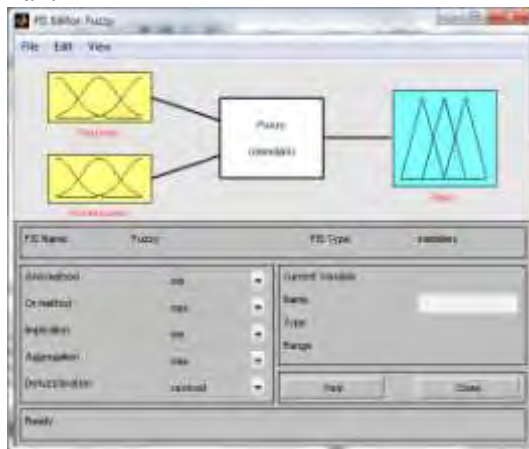 FIS Editor: Fuzzy
File Edit View
Fuzzy
(mamdani)
FIS Name: Fuzzy FIS Type: mamdani
And method min
Or method max
Implication min
Aggregation max
Defuzzification centroid
Current Variable
Name
Type
Range
Help Close
Ready